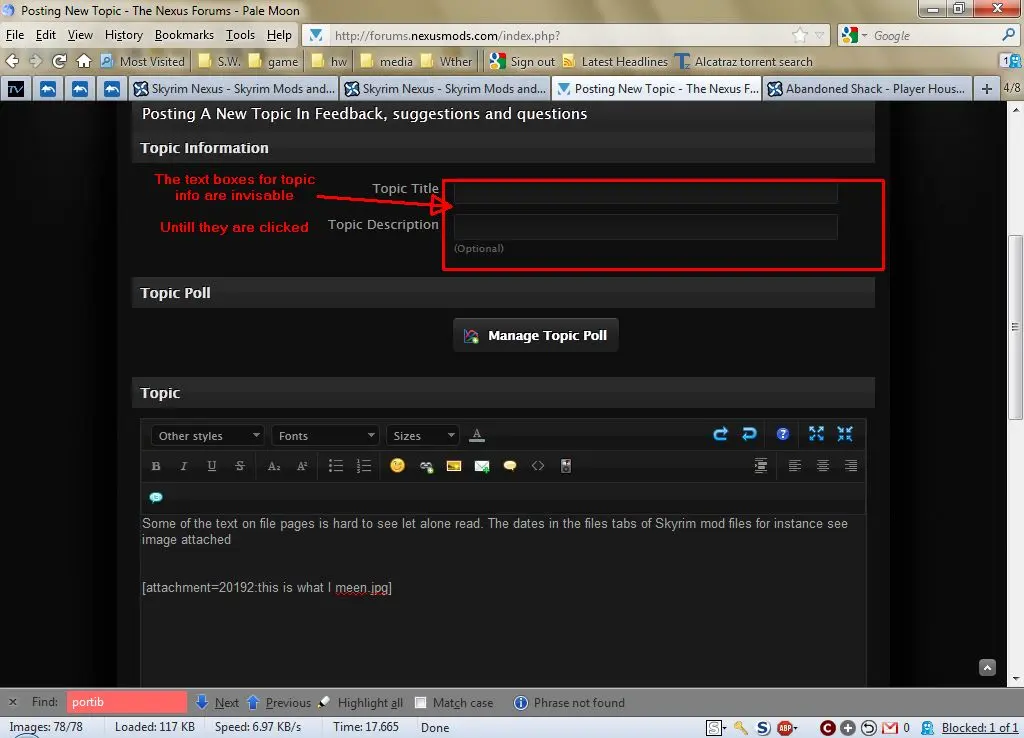 Posting New Topic - The Nexus Forums - Pale Moon
File Edit View History Bookmarks Tools Help
http://forums.nexusmods.com/index.php?
Google
Most Visited S.W. game hw media Wther Sign out Latest Headlines Alcatraz torrent search
1
TV Skyrim Nexus - Skyrim Mods and... Skyrim Nexus - Skyrim Mods and... Posting New Topic - The Nexus F... Abandoned Shack - Player Hous... + 4/8
Posting A New Topic In Feedback, suggestions and questions
Topic Information
The text boxes for topic
info are invisable
Untill they are clicked
Topic Title
Topic Description
(Optional)
Topic Poll
Manage Topic Poll
Topic
Other styles Fonts Sizes A
B I U S A₂ A²
Some of the text on file pages is hard to see let alone read. The dates in the files tabs of Skyrim mod files for instance see
image attached
[attachment=20192:this is what I meen.jpg]
Find: portib Next Previous Highlight all Match case Phrase not found
Images: 78/78 Loaded: 117 KB Speed: 6.97 KB/s Time: 17.665 Done S S ABP C 0 Blocked: 1 of 1